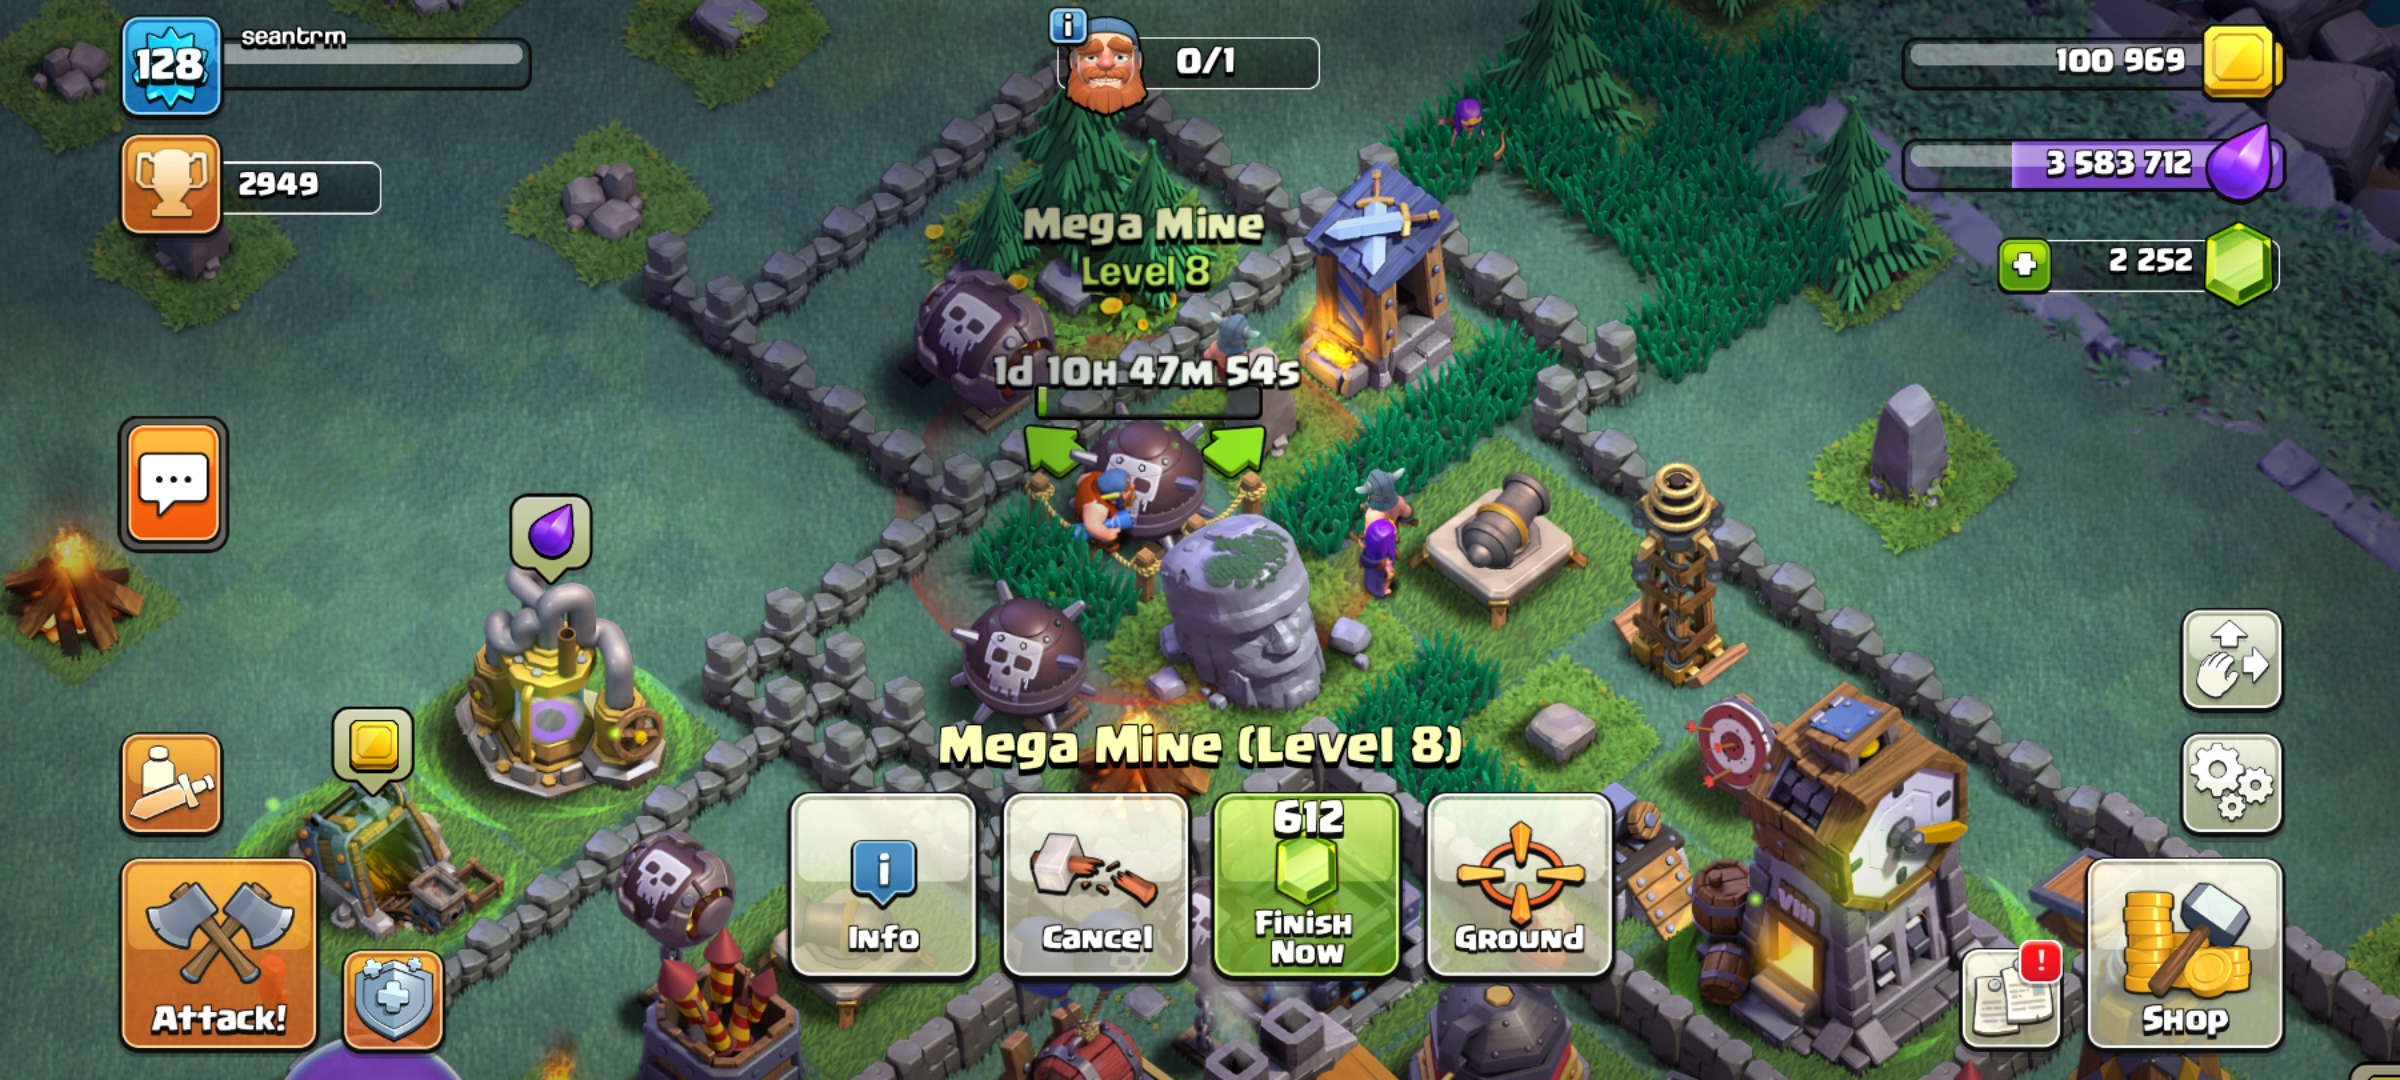 128
seantrm
0/1
100 969
2949
3 583 712
2 252
Mega Mine
Level 8
1d 10H 47M 54s
Mega Mine (Level 8)
Info
Cancel
612
Finish
Now
Ground
VIII
!
Attack!
Shop